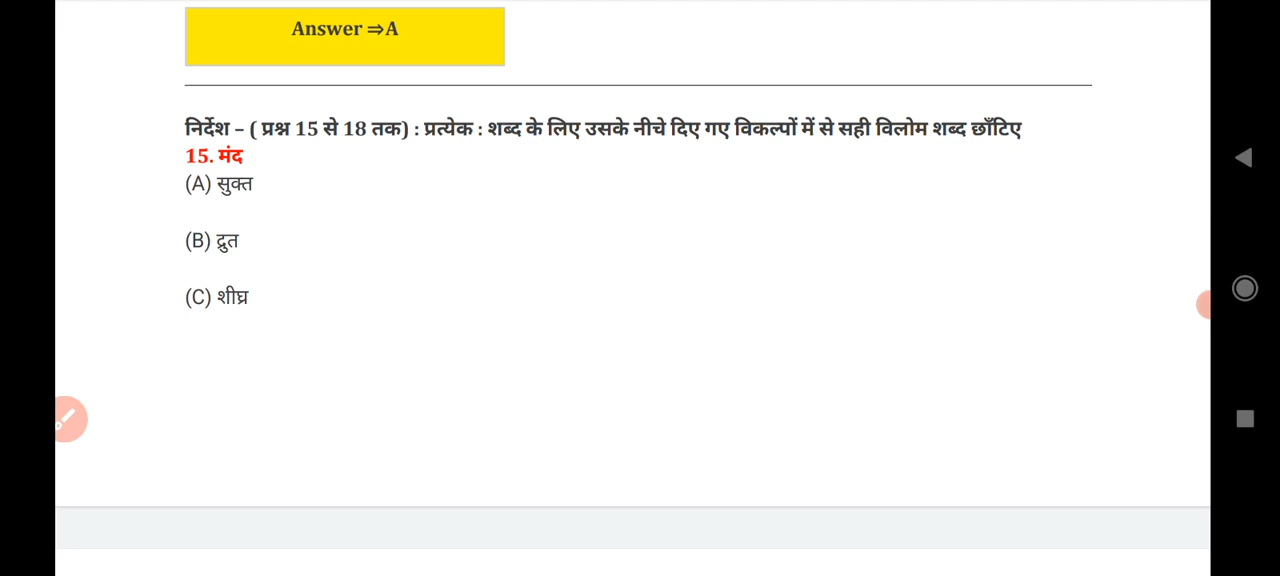 Answer ⇒A
निर्देश – ( प्रश्न 15 से 18 तक) : प्रत्येक : शब्द के लिए उसके नीचे दिए गए विकल्पों में से सही विलोम शब्द छाँटिए
15. मंद
(A) सुक्त
(B) द्रुत
(C) शीघ्र